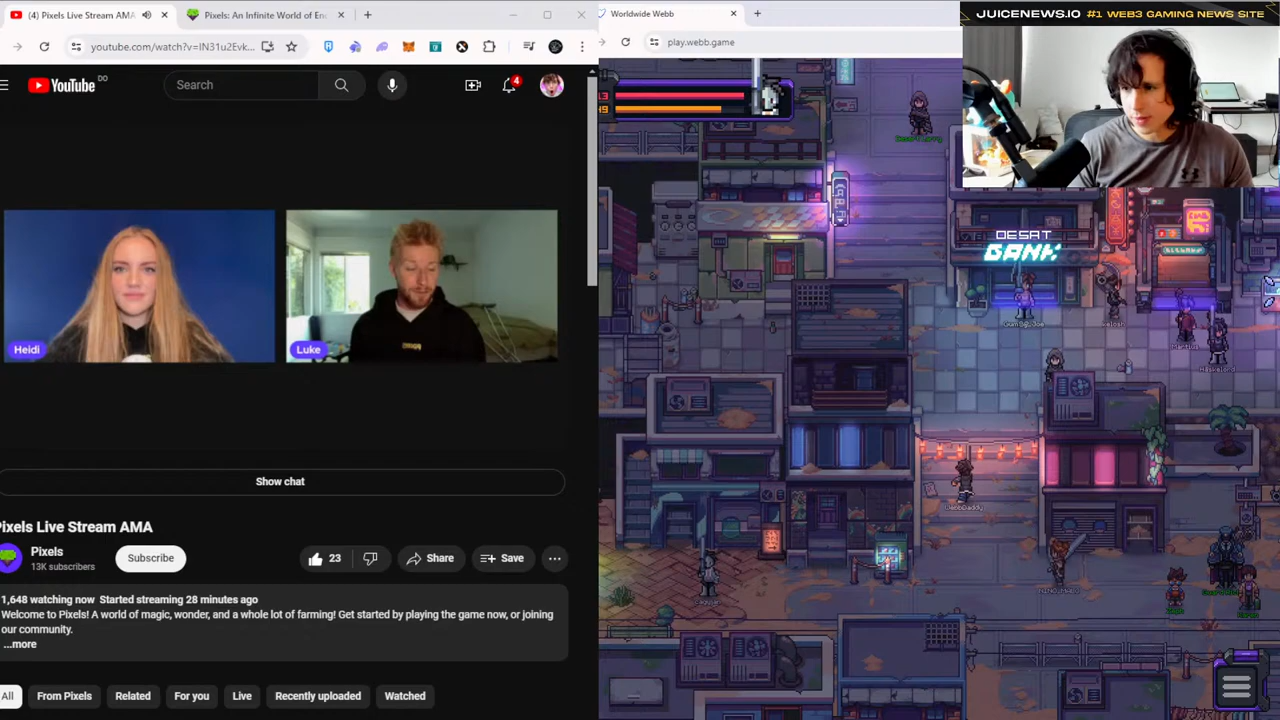 (4) Pixels Live Stream AMA
Pixels: An Infinite World of En
Worldwide Webb
JUICENEWS.IO #1 WEB3 GAMING NEWS SITE
youtube.com/watch?v=IN31u2Evk...
play.webb.game
YouTube DO
Search
4
Heidi
Luke
DESAT
BANK
Show chat
Pixels Live Stream AMA
Pixels
13K subscribers
Subscribe
23
Share
Save
1,648 watching now Started streaming 28 minutes ago
Welcome to Pixels! A world of magic, wonder, and a whole lot of farming! Get started by playing the game now, or joining
our community.
...more
All
From Pixels
Related
For you
Live
Recently uploaded
Watched
WebbDaddy